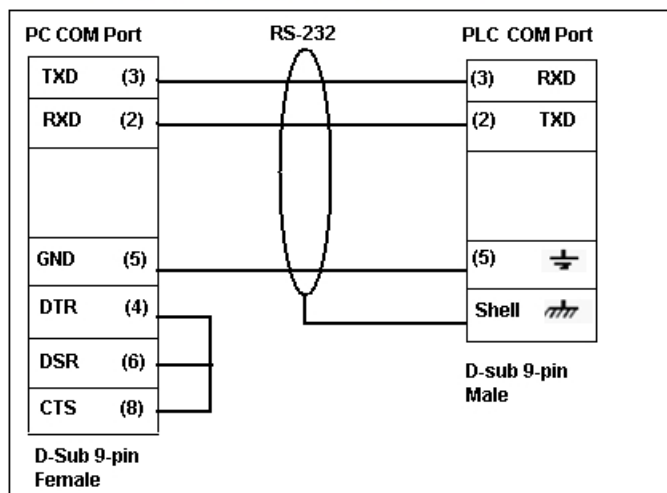 PC COM Port RS-232 PLC COM Port
TXD (3) (3) RXD
RXD (2) (2) TXD
GND (5) (5)
DTR (4) Shell
DSR (6)
CTS (8)
D-Sub 9-pin
Female
D-sub 9-pin
Male